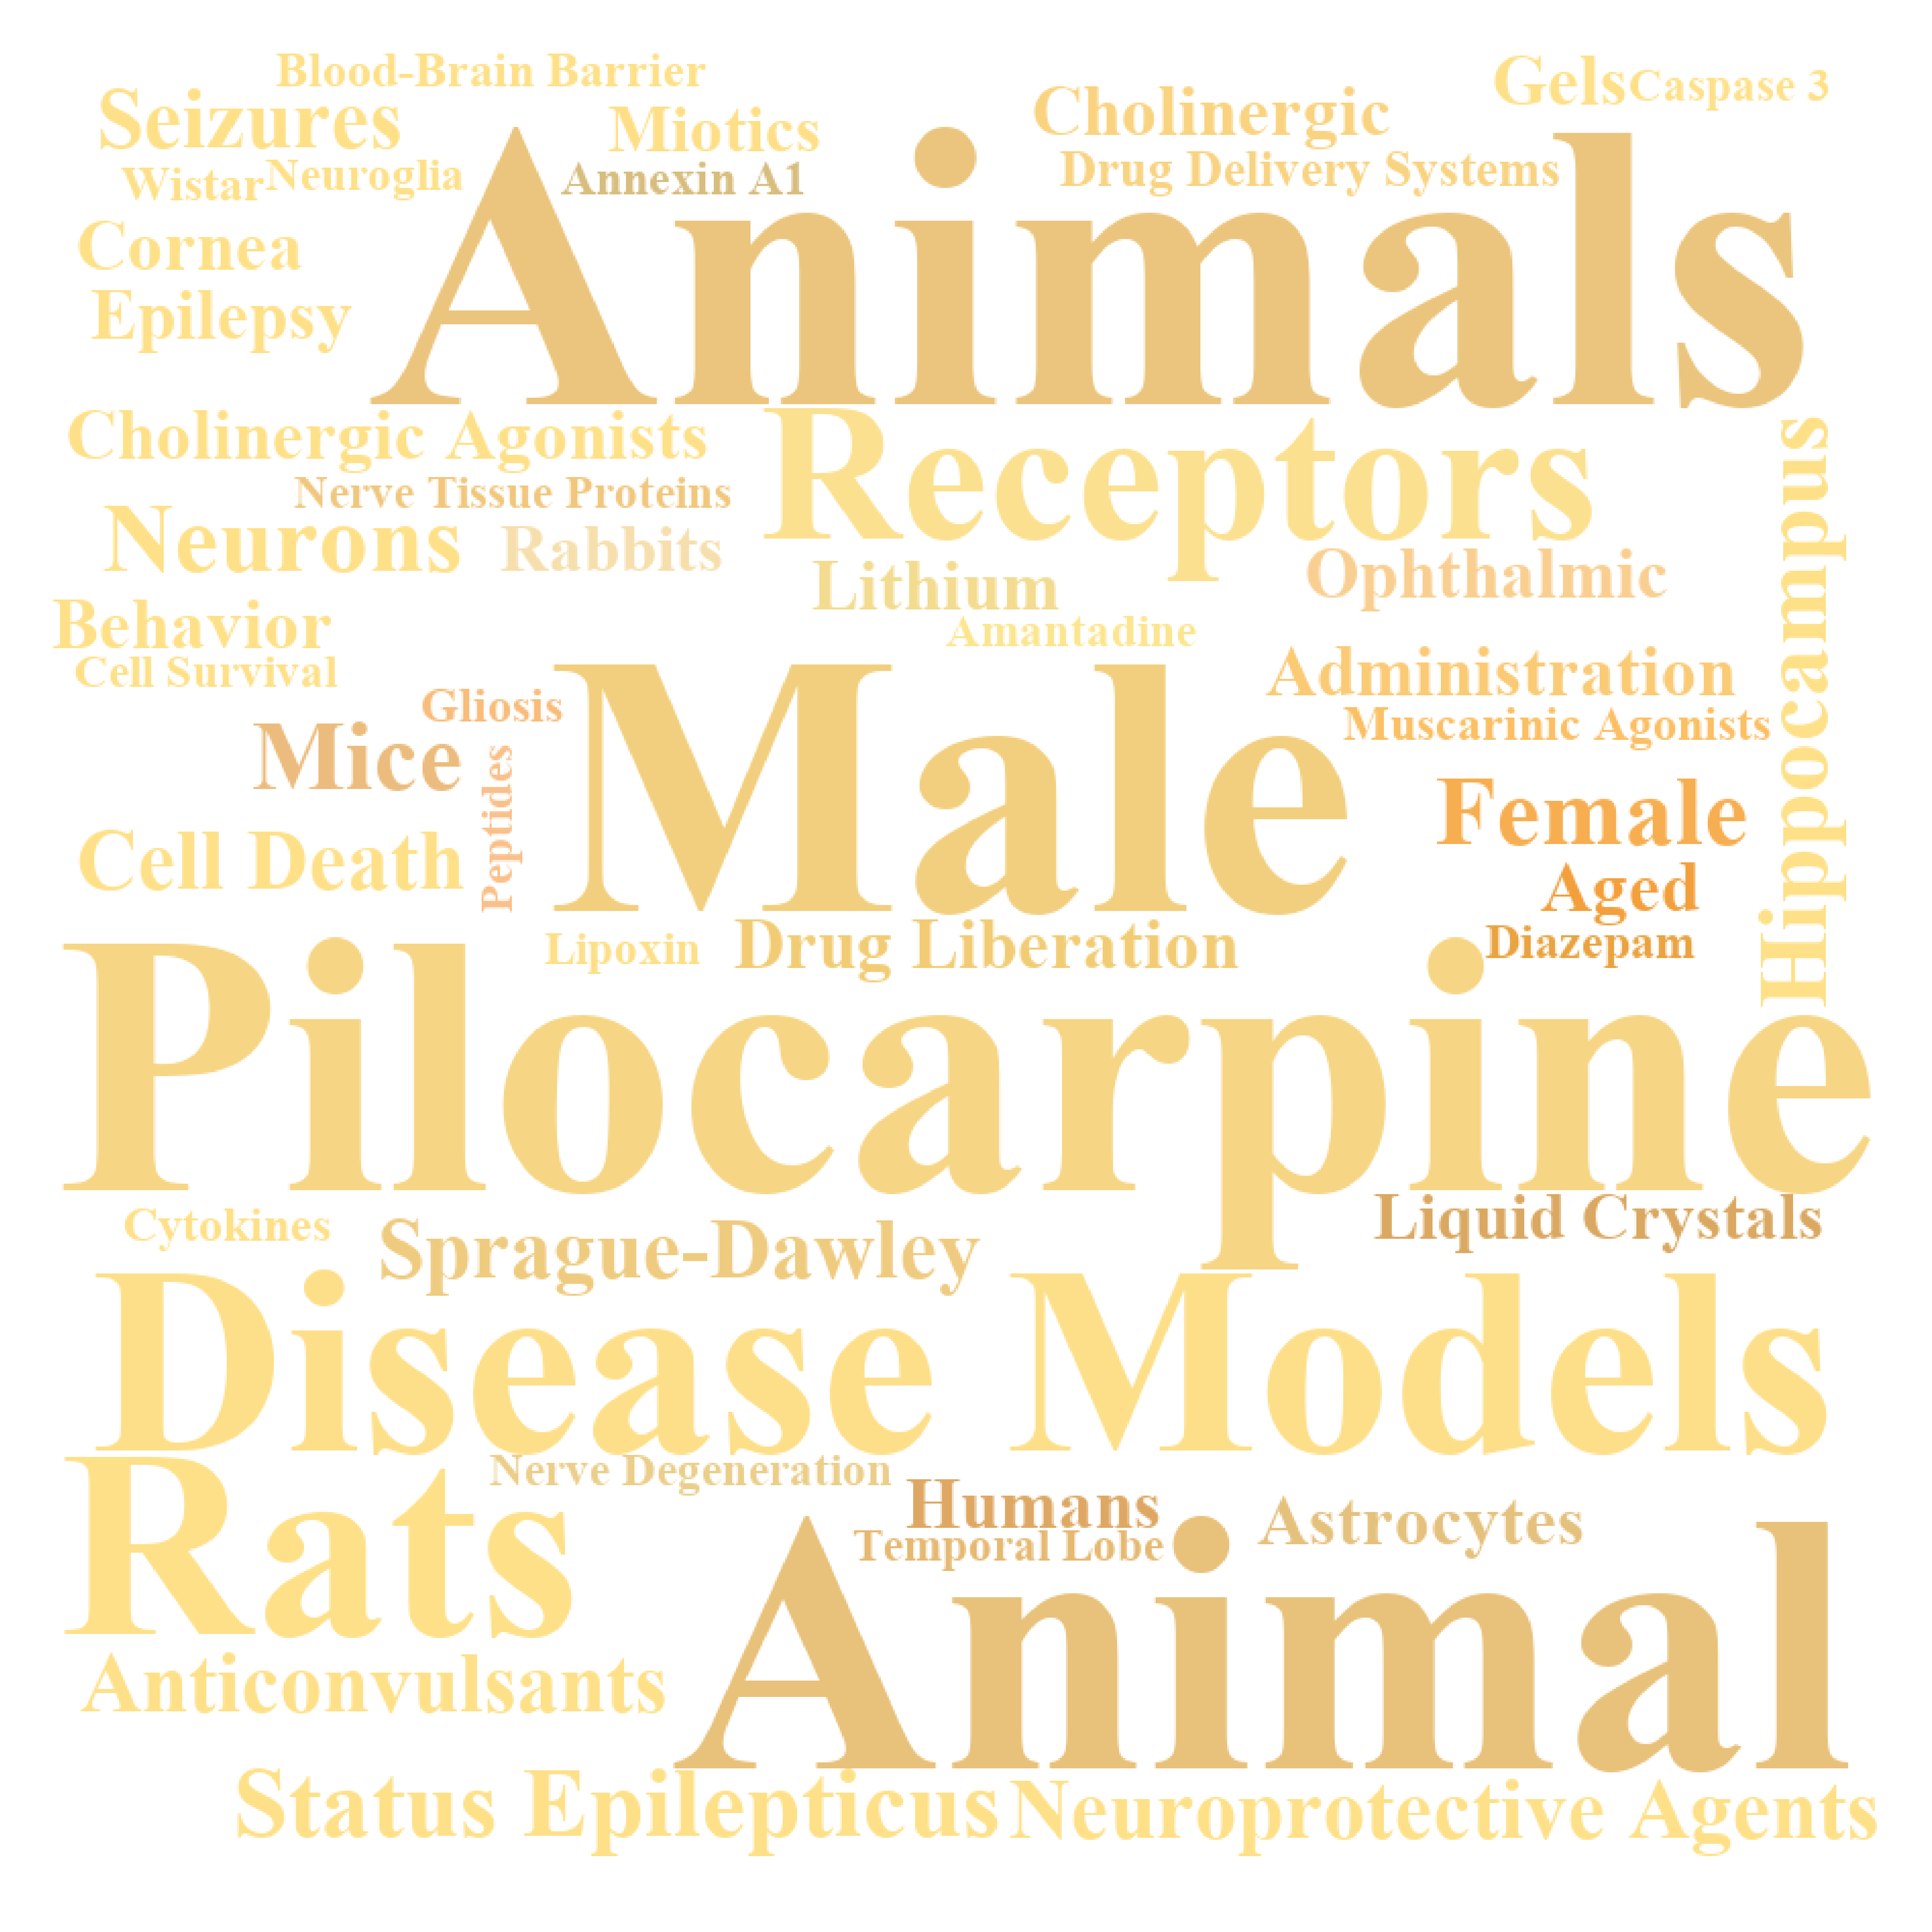 Blood-Brain Barrier
Gels
Caspase 3
Seizures
Miotics
Cholinergic
Wistar
Neuroglia
Annexin A1
Drug Delivery Systems
Animals
Cornea
Epilepsy
Cholinergic Agonists
Receptors
Nerve Tissue Proteins
Neurons
Rabbits
Hippocampus
Lithium
Ophthalmic
Behavior
Amantadine
Cell Survival
Administration
Gliosis
Male
Muscarinic Agonists
Mice
Peptides
Female
Cell Death
Aged
Lipoxin
Drug Liberation
Diazepam
Pilocarpine
Cytokines
Sprague-Dawley
Liquid Crystals
Disease Models
Rats
Nerve Degeneration
Humans
Astrocytes
Temporal Lobe
Animal
Anticonvulsants
Status Epilepticus
Neuroprotective Agents